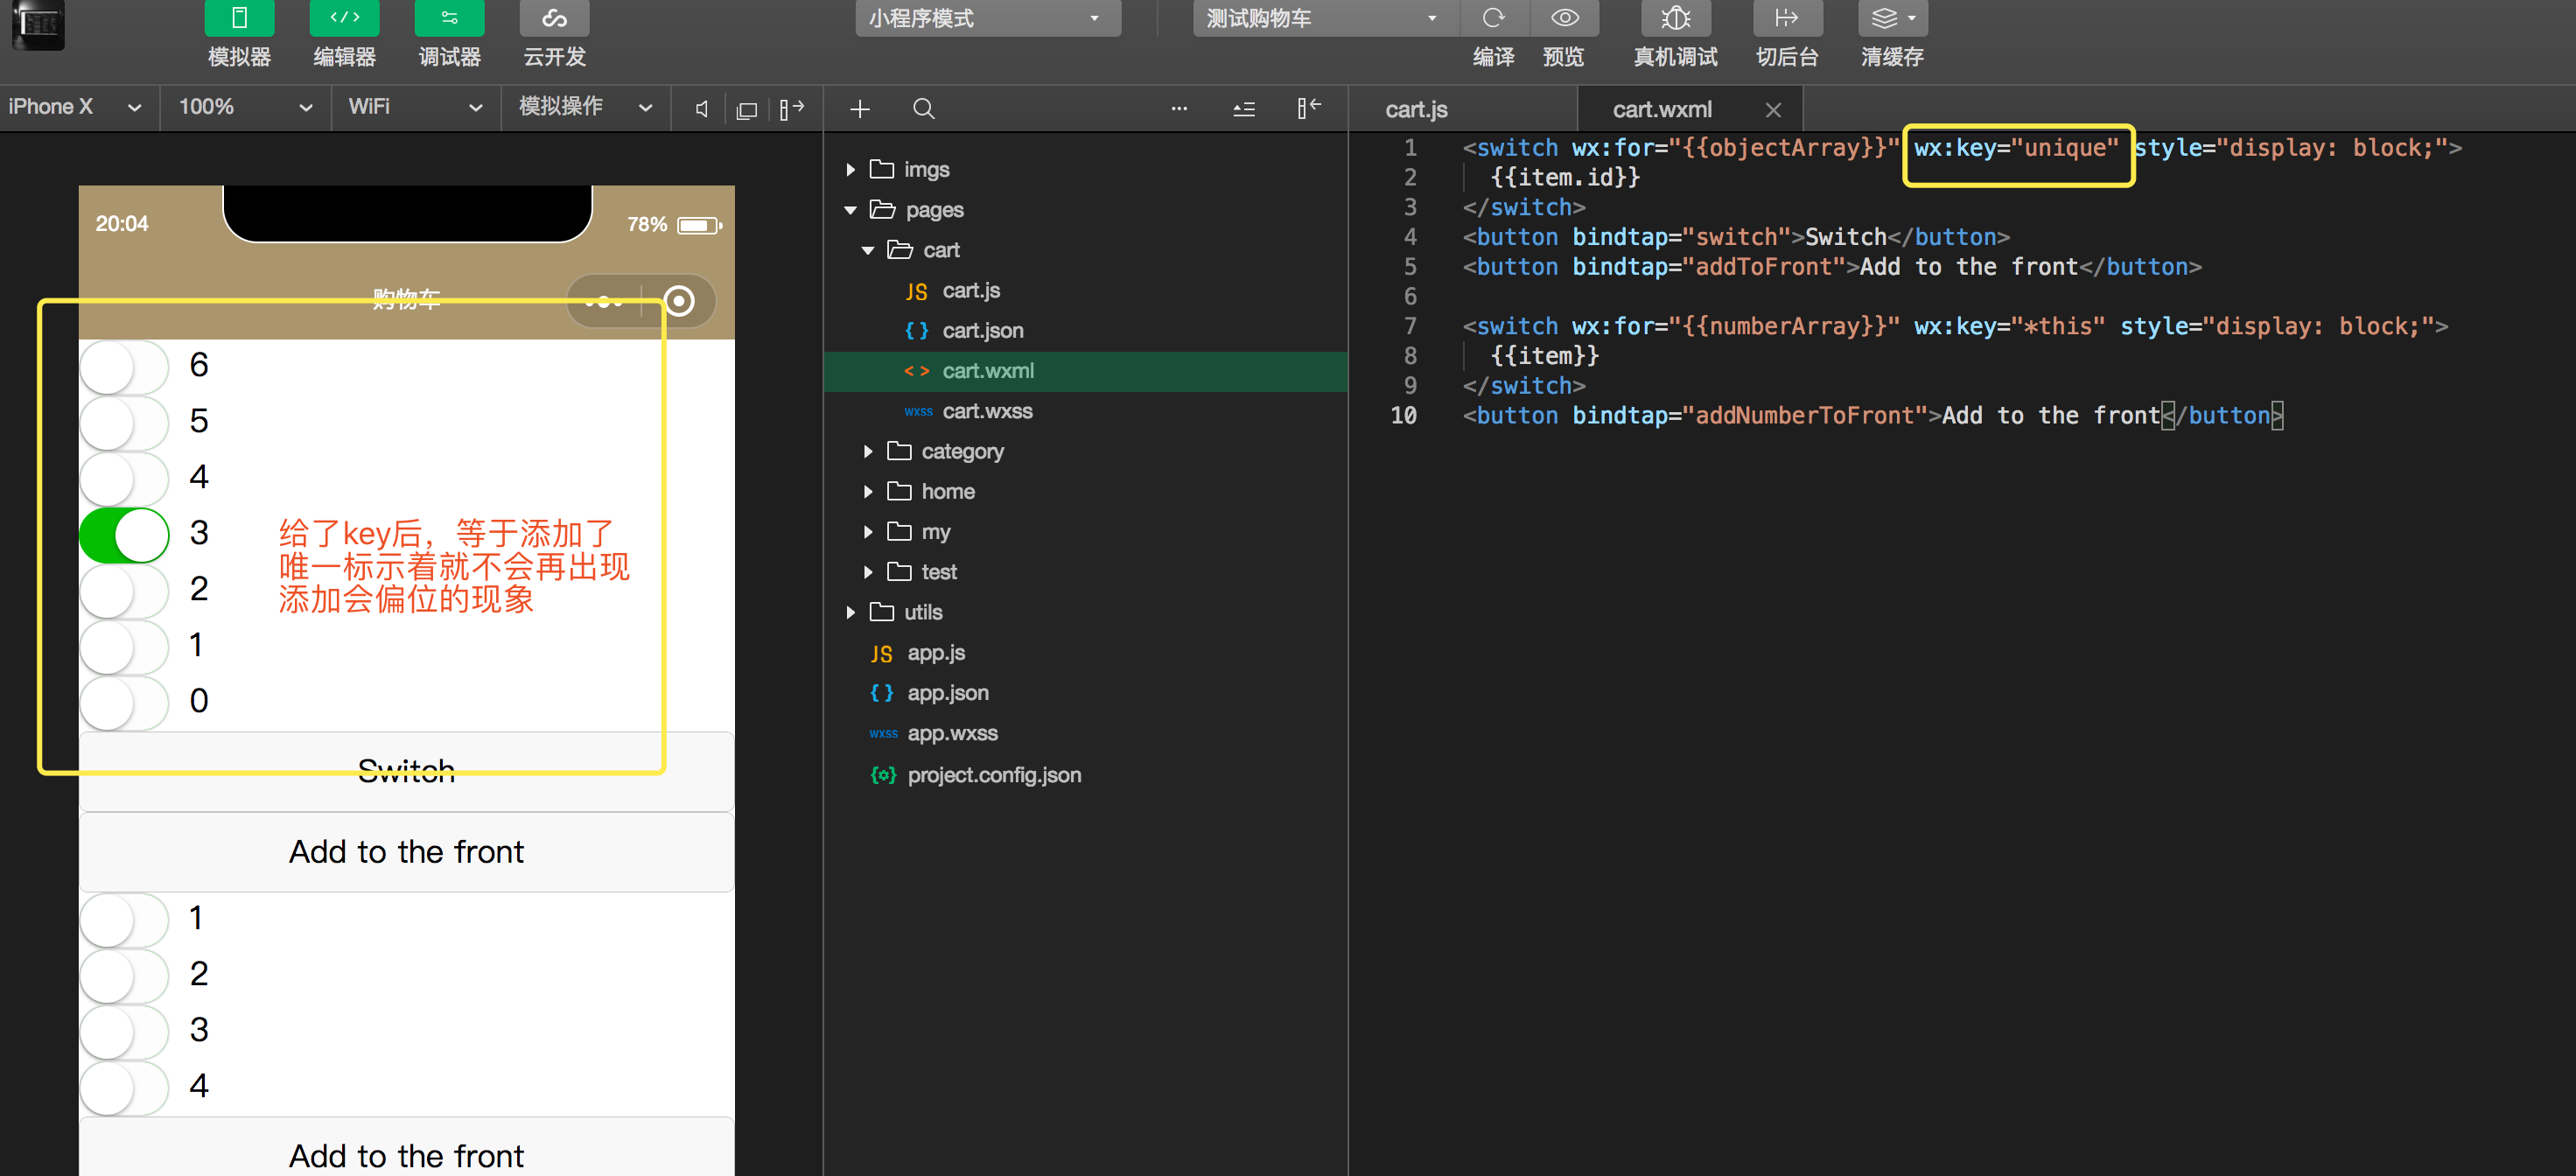 模拟器 编辑器 调试器 云开发
小程序模式 测试购物车
编译 预览 真机调试 切后台 清缓存
iPhone X 100% WiFi 模拟操作
20:04 78%
购物车
6
5
4
3
2
1
0
给了key后，等于添加了
唯一标示着就不会再出现
添加会偏位的现象
Switch
Add to the front
1
2
3
4
Add to the front
imgs
pages
cart
JS cart.js
{ } cart.json
< > cart.wxml
wxss cart.wxss
category
home
my
test
utils
JS app.js
{ } app.json
wxss app.wxss
project.config.json
cart.js cart.wxml
1 <switch wx:for="{{objectArray}}" wx:key="unique" style="display: block;">
2 {{item.id}}
3 </switch>
4 <button bindtap="switch">Switch</button>
5 <button bindtap="addToFront">Add to the front</button>
6
7 <switch wx:for="{{numberArray}}" wx:key="*this" style="display: block;">
8 {{item}}
9 </switch>
10 <button bindtap="addNumberToFront">Add to the front</button>